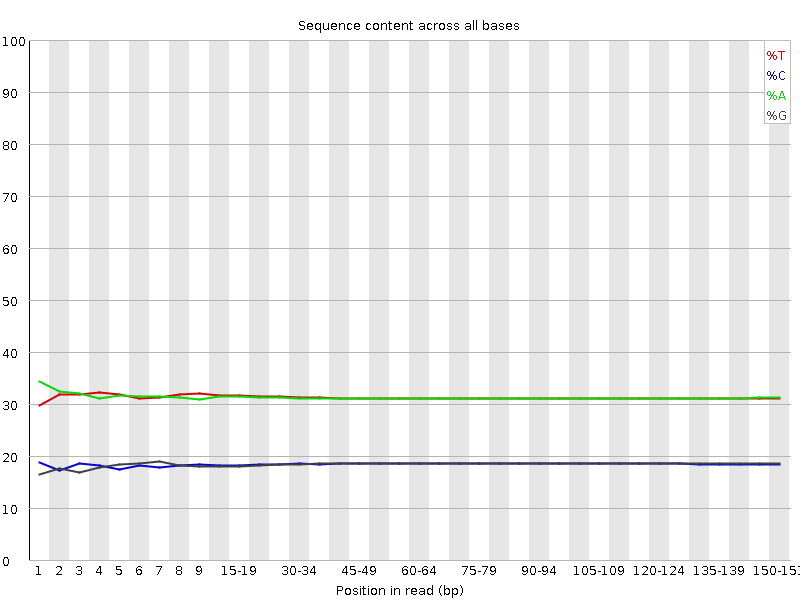 Sequence content across all bases
100
90
80
70
60
50
40
30
20
10
0
%T
%C
%A
%G
1 2 3 4 5 6 7 8 9 15-19 30-34 45-49 60-64 75-79 90-94 105-109 120-124 135-139 150-151
Position in read (bp)